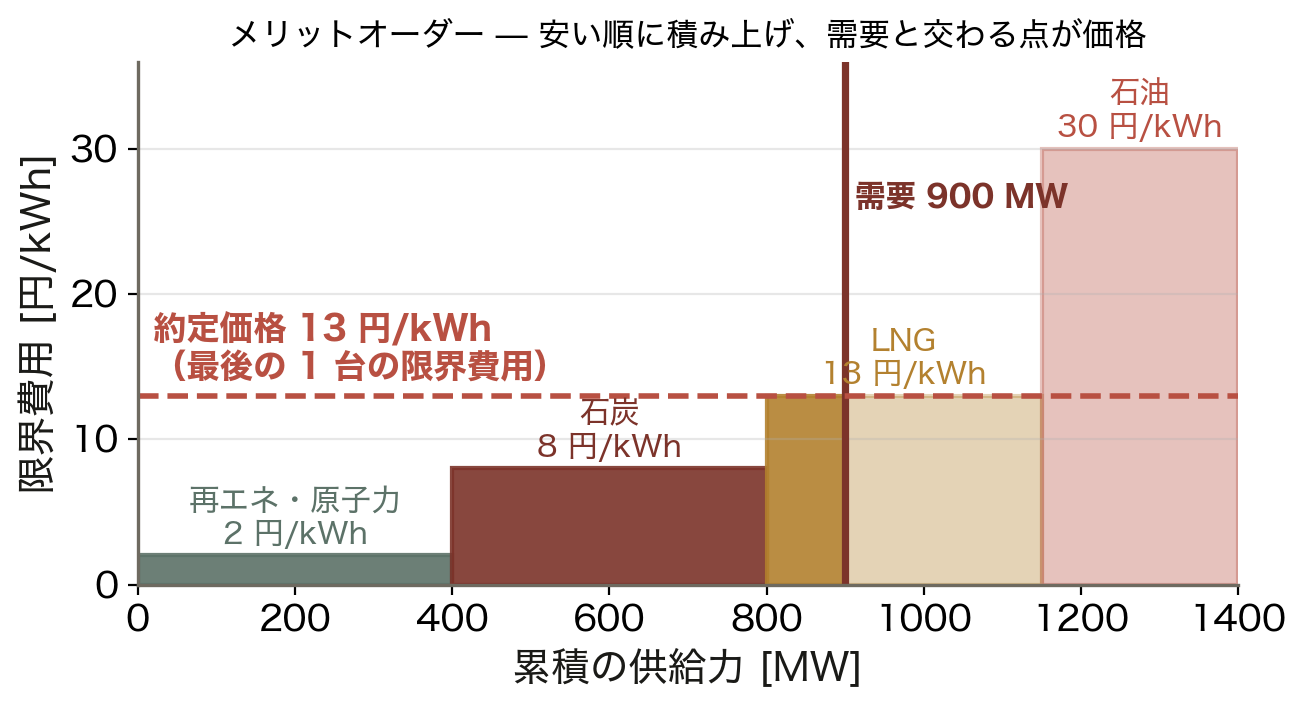 メリットオーダー — 安い順に積み上げ、需要と交わる点が価格
限界費用 [円/kWh]
30
20
10
0
石油
30 円/kWh
需要 900 MW
約定価格 13 円/kWh
（最後の 1 台の限界費用）
LNG
13 円/kWh
石炭
8 円/kWh
再エネ・原子力
2 円/kWh
0 200 400 600 800 1000 1200 1400
累積の供給力 [MW]